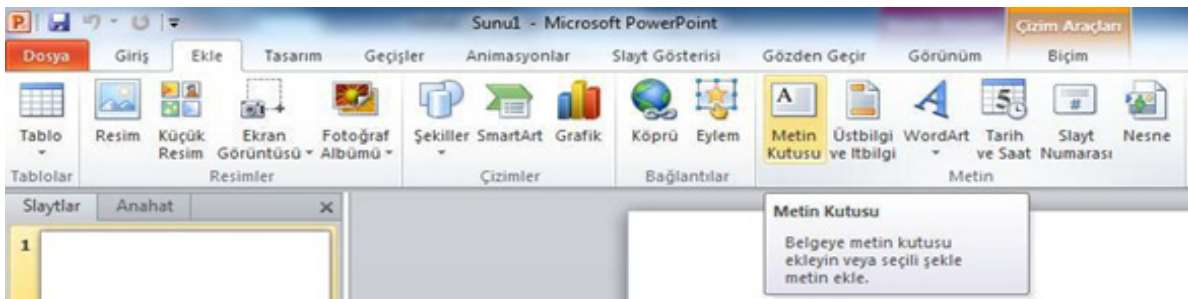 Sunu1 - Microsoft PowerPoint
Çizim Araçları
Dosya Giriş Ekle Tasarım Geçişler Animasyonlar Slayt Gösterisi Gözden Geçir Görünüm Biçim
Tablo Resim Küçük Resim Ekran Görüntüsü Fotoğraf Albümü Şekiller SmartArt Grafik Köprü Eylem Metin Kutusu Üstbilgi ve ltbilgi WordArt Tarih ve Saat Slayt Numarası Nesne
Tablolar Resimler Çizimler Bağlantılar Metin
Slaytlar Anahat
1
Metin Kutusu
Belgeye metin kutusu
ekleyin veya seçili şekle
metin ekle.